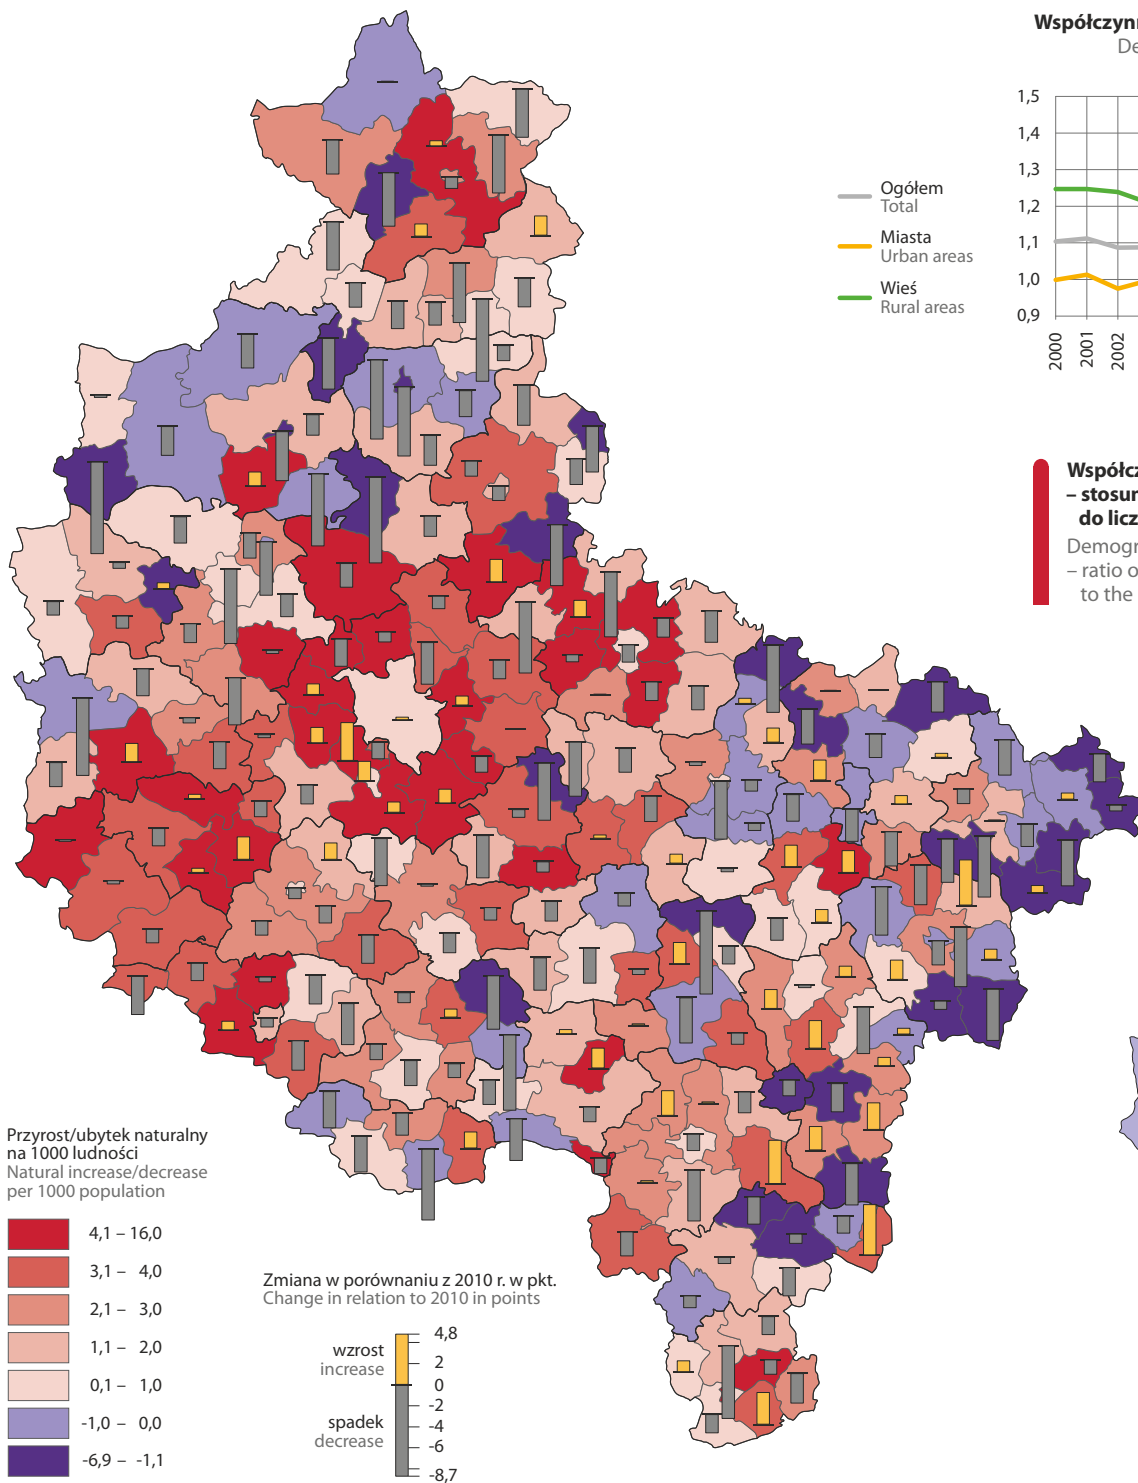 Współczynn
De
1,5
1,4
1,3
1,2
1,1
1,0
0,9
2000
2001
2002
Ogółem
Total
Miasta
Urban areas
Wieś
Rural areas
Współcz
– stosun
do licz
Demogr
– ratio o
to the
Przyrost/ubytek naturalny
na 1000 ludności
Natural increase/decrease
per 1000 population
4,1 – 16,0
3,1 – 4,0
2,1 – 3,0
1,1 – 2,0
0,1 – 1,0
-1,0 – 0,0
-6,9 – -1,1
Zmiana w porównaniu z 2010 r. w pkt.
Change in relation to 2010 in points
wzrost
increase
spadek
decrease
4,8
2
0
-2
-4
-6
-8,7